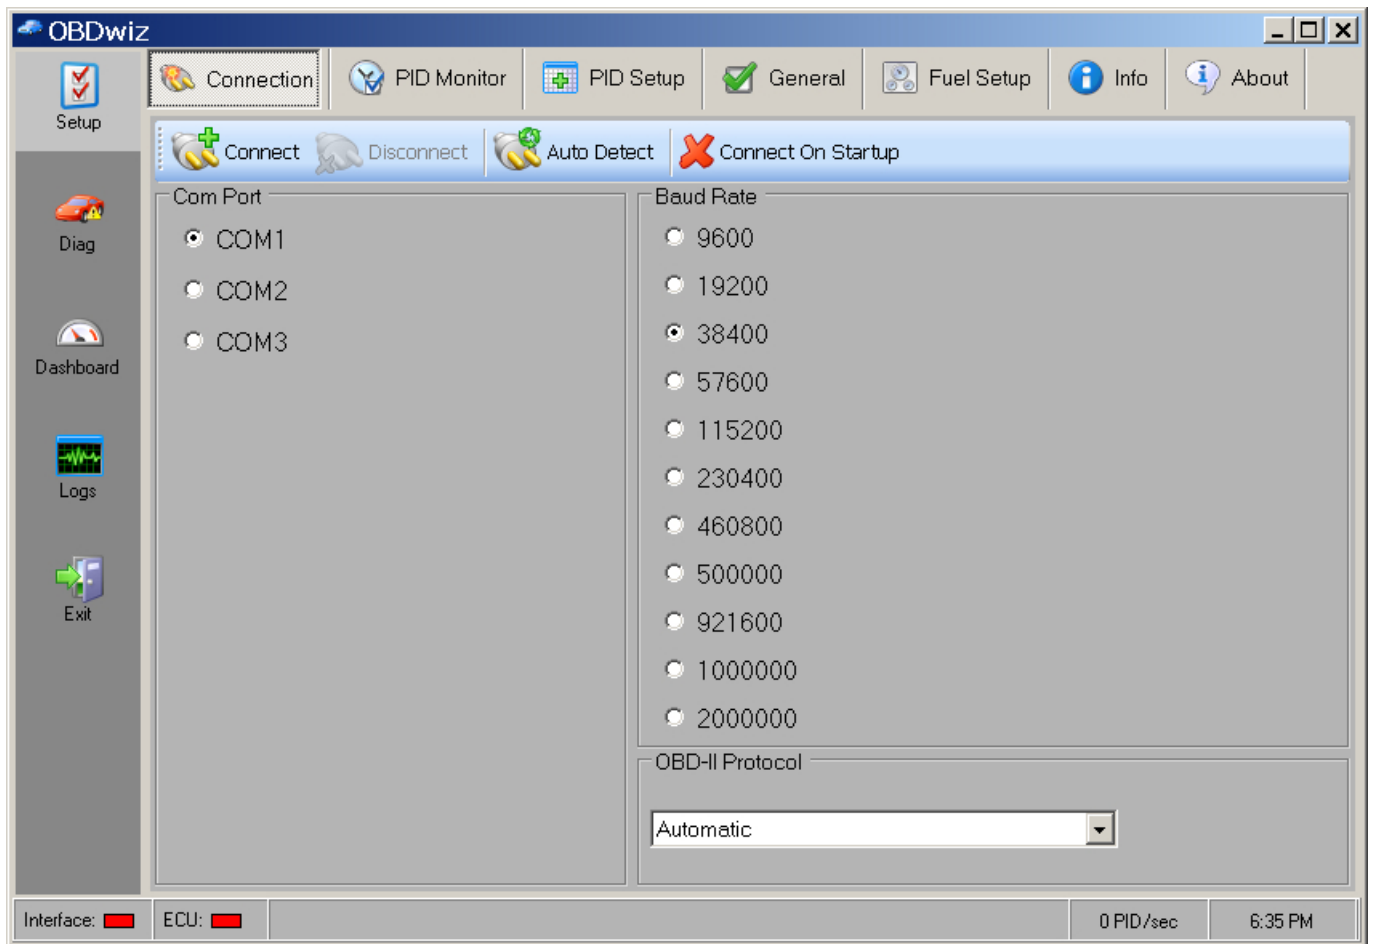 OBDwiz
Connection PID Monitor PID Setup General Fuel Setup Info About
Setup
Connect Disconnect Auto Detect Connect On Startup
Diag
Dashboard
Logs
Exit
Com Port
COM1
COM2
COM3
Baud Rate
9600
19200
38400
57600
115200
230400
460800
500000
921600
1000000
2000000
OBD-II Protocol
Automatic
Interface: ECU: 0 PID/sec 6:35 PM